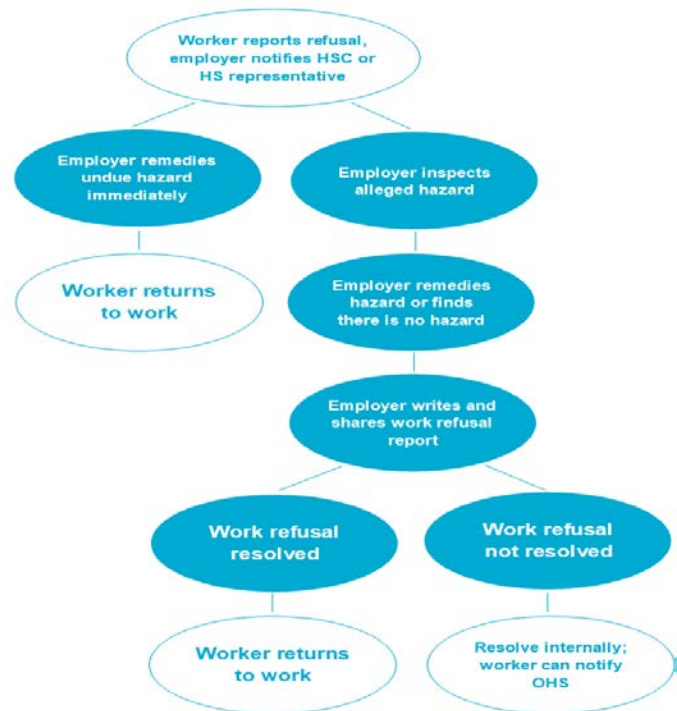 Worker reports refusal,
employer notifies HSC or
HS representative
Employer remedies
undue hazard
immediately
Employer inspects
alleged hazard
Worker returns
to work
Employer remedies
hazard or finds
there is no hazard
Employer writes and
shares work refusal
report
Work refusal
resolved
Work refusal
not resolved
Worker returns
to work
Resolve internally;
worker can notify
OHS